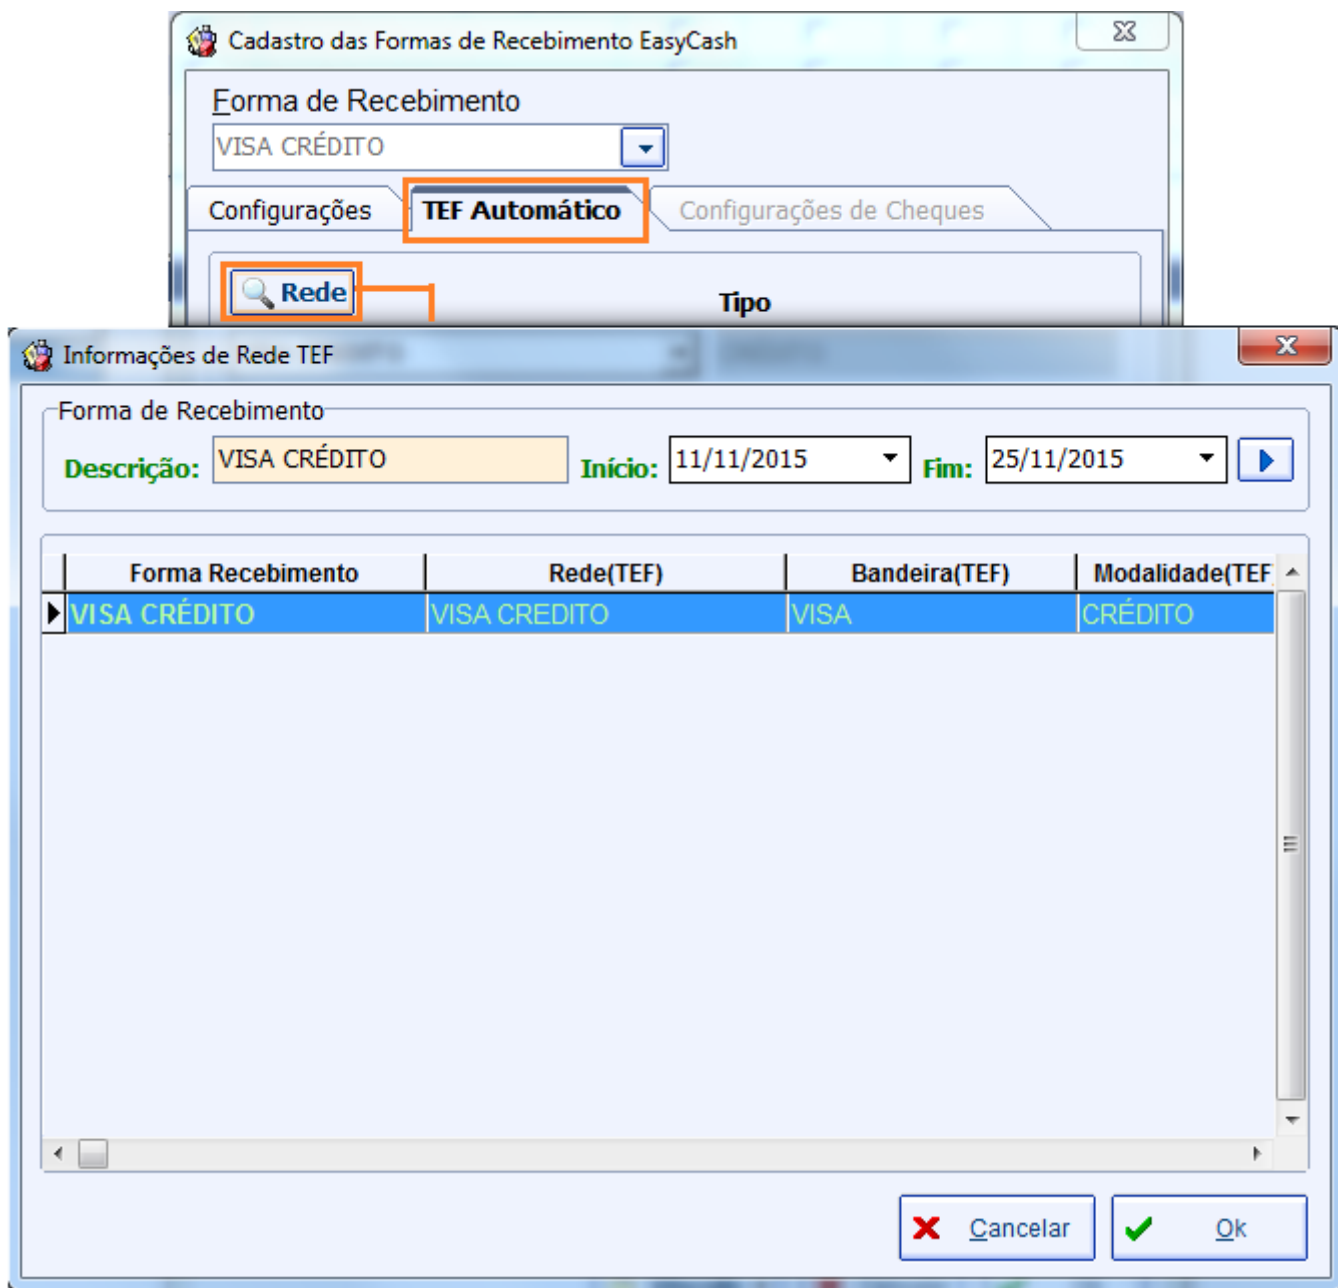 Cadastro das Formas de Recebimento EasyCash
Forma de Recebimento
VISA CRÉDITO
Configurações TEF Automático Configurações de Cheques
Rede Tipo
Informações de Rede TEF
Forma de Recebimento
Descrição: VISA CRÉDITO Início: 11/11/2015 Fim: 25/11/2015
Forma Recebimento Rede(TEF) Bandeira(TEF) Modalidade(TEF
VISA CRÉDITO VISA CREDITO VISA CRÉDITO
Cancelar Ok